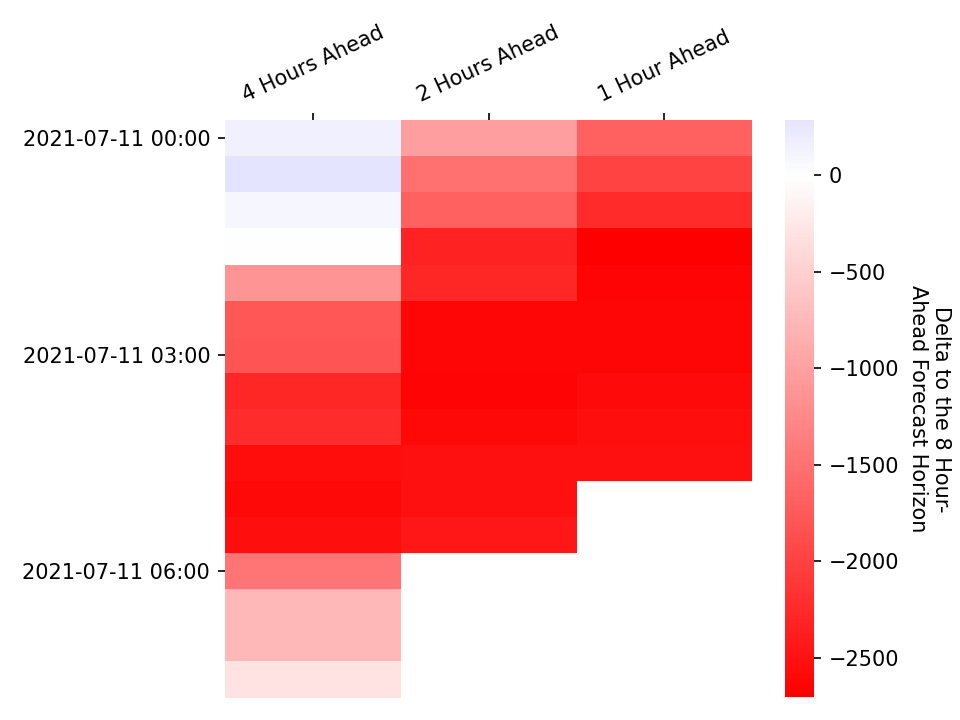 4 Hours Ahead
2 Hours Ahead
1 Hour Ahead
2021-07-11 00:00
2021-07-11 03:00
2021-07-11 06:00
0
−500
−1000
−1500
−2000
−2500
Delta to the 8 Hour-
Ahead Forecast Horizon